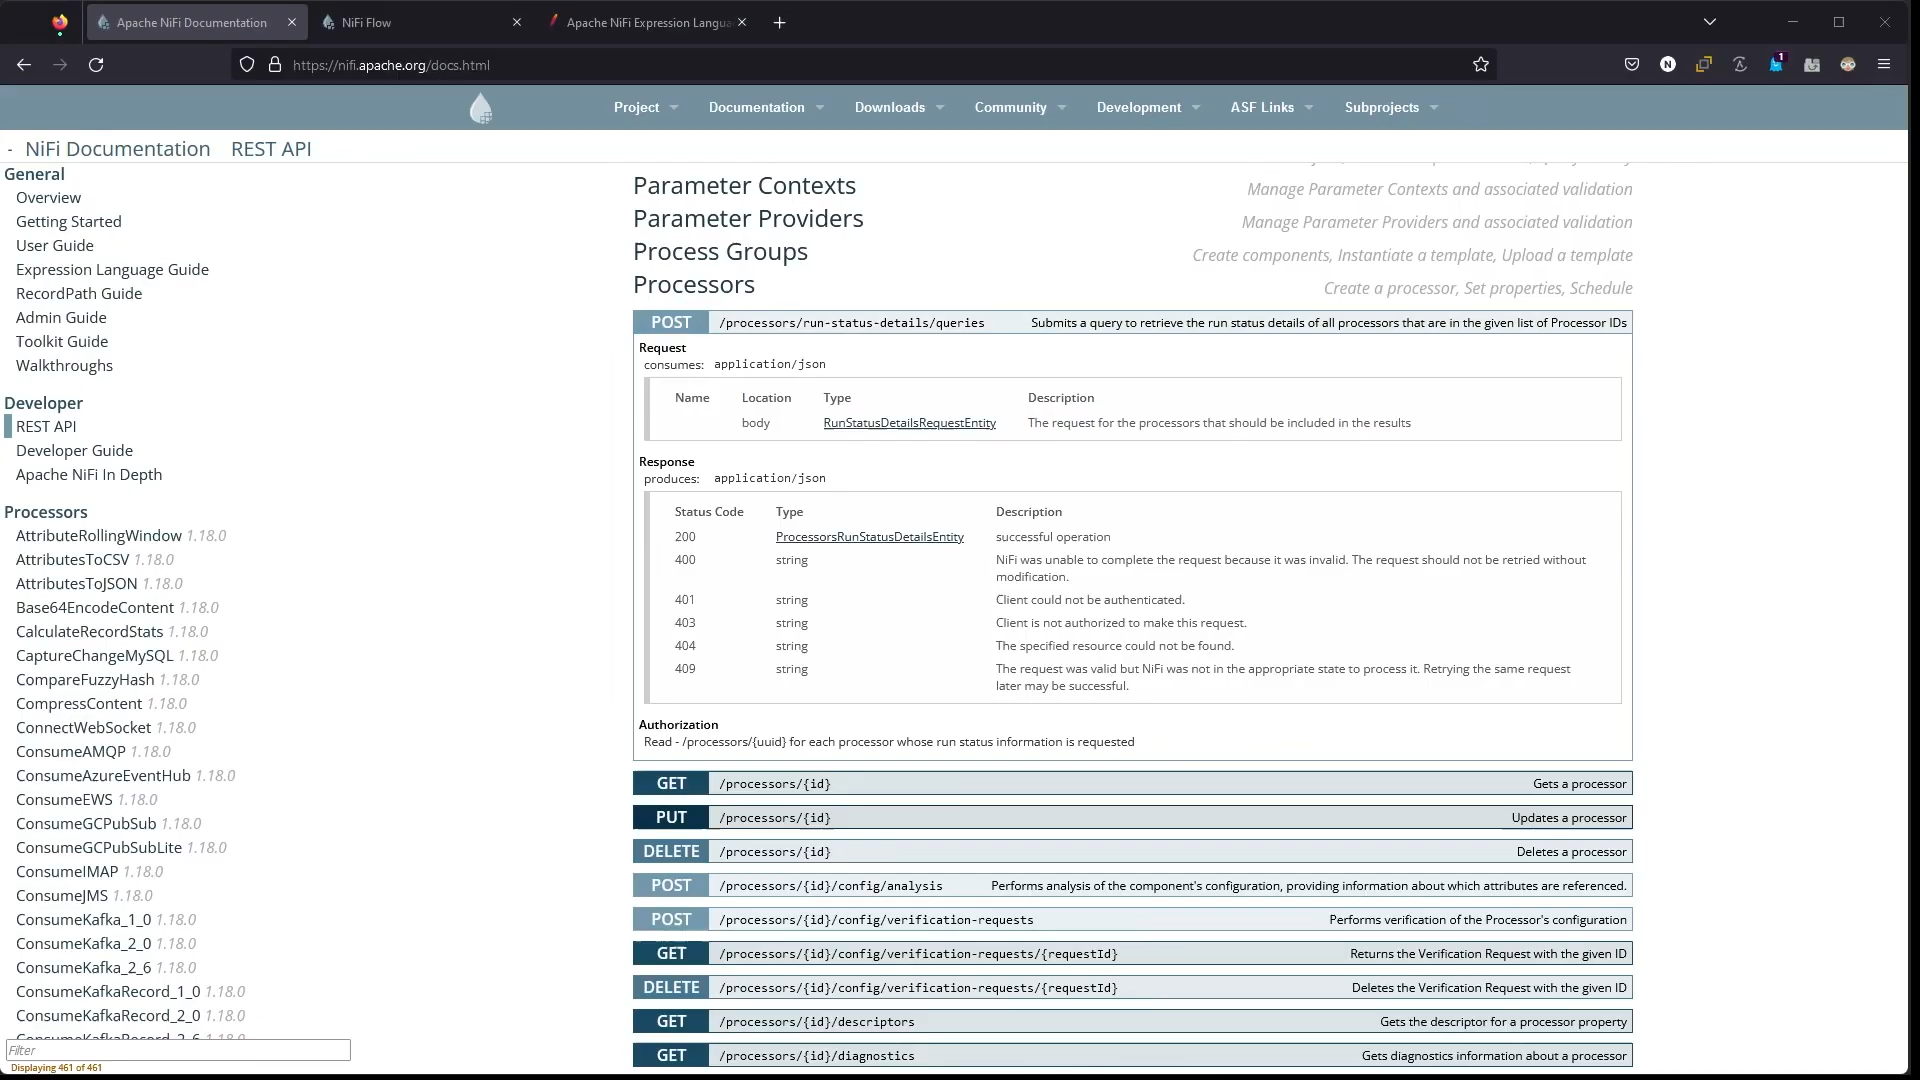 Apache NiFi Documentation
NiFi Flow
Apache NiFi Expression Langua
https://nifi.apache.org/docs.html
1
Project
Documentation
Downloads
Community
Development
ASF Links
Subprojects
- NiFi Documentation REST API
General
Overview
Getting Started
User Guide
Expression Language Guide
RecordPath Guide
Admin Guide
Toolkit Guide
Walkthroughs
Developer
REST API
Developer Guide
Apache NiFi In Depth
Processors
AttributeRollingWindow 1.18.0
AttributesToCSV 1.18.0
AttributesToJSON 1.18.0
Base64EncodeContent 1.18.0
CalculateRecordStats 1.18.0
CaptureChangeMySQL 1.18.0
CompareFuzzyHash 1.18.0
CompressContent 1.18.0
ConnectWebSocket 1.18.0
ConsumeAMQP 1.18.0
ConsumeAzureEventHub 1.18.0
ConsumeEWS 1.18.0
ConsumeGCPubSub 1.18.0
ConsumeGCPubSubLite 1.18.0
ConsumeIMAP 1.18.0
ConsumeJMS 1.18.0
ConsumeKafka_1_0 1.18.0
ConsumeKafka_2_0 1.18.0
ConsumeKafka_2_6 1.18.0
ConsumeKafkaRecord_1_0 1.18.0
ConsumeKafkaRecord_2_0 1.18.0
ConsumeKafkaRecord_2_6 1.18.0
Filter
Displaying 461 of 461
Parameter Contexts Manage Parameter Contexts and associated validation
Parameter Providers Manage Parameter Providers and associated validation
Process Groups Create components, Instantiate a template, Upload a template
Processors Create a processor, Set properties, Schedule
POST /processors/run-status-details/queries Submits a query to retrieve the run status details of all processors that are in the given list of Processor IDs
Request
consumes: application/json
Name Location Type Description
body RunStatusDetailsRequestEntity The request for the processors that should be included in the results
Response
produces: application/json
Status Code Type Description
200 ProcessorsRunStatusDetailsEntity successful operation
400 string NiFi was unable to complete the request because it was invalid. The request should not be retried without
modification.
401 string Client could not be authenticated.
403 string Client is not authorized to make this request.
404 string The specified resource could not be found.
409 string The request was valid but NiFi was not in the appropriate state to process it. Retrying the same request
later may be successful.
Authorization
Read - /processors/{uuid} for each processor whose run status information is requested
GET /processors/{id} Gets a processor
PUT /processors/{id} Updates a processor
DELETE /processors/{id} Deletes a processor
POST /processors/{id}/config/analysis Performs analysis of the component's configuration, providing information about which attributes are referenced.
POST /processors/{id}/config/verification-requests Performs verification of the Processor's configuration
GET /processors/{id}/config/verification-requests/{requestId} Returns the Verification Request with the given ID
DELETE /processors/{id}/config/verification-requests/{requestId} Deletes the Verification Request with the given ID
GET /processors/{id}/descriptors Gets the descriptor for a processor property
GET /processors/{id}/diagnostics Gets diagnostics information about a processor